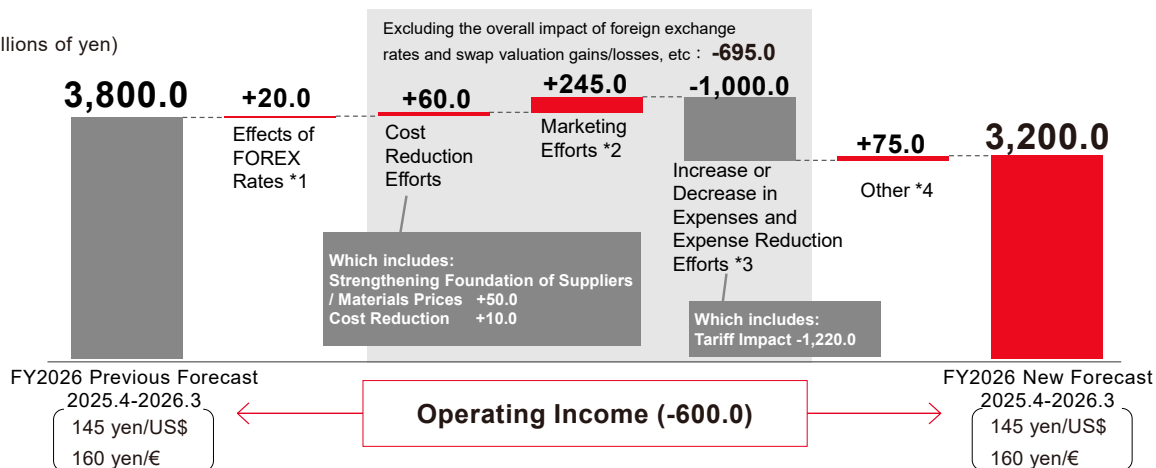 Excluding the overall impact of foreign exchange
rates and swap valuation gains/losses, etc : -695.0
llions of yen)
3,800.0
+20.0
Effects of
FOREX
Rates *1
+60.0
Cost
Reduction
Efforts
+245.0
Marketing
Efforts *2
-1,000.0
Increase or
Decrease in
Expenses and
Expense Reduction
Efforts *3
+75.0
Other *4
3,200.0
Which includes:
Strengthening Foundation of Suppliers
/ Materials Prices +50.0
Cost Reduction +10.0
Which includes:
Tariff Impact -1,220.0
FY2026 Previous Forecast
2025.4-2026.3
145 yen/US$
160 yen/€
Operating Income (-600.0)
FY2026 New Forecast
2025.4-2026.3
145 yen/US$
160 yen/€